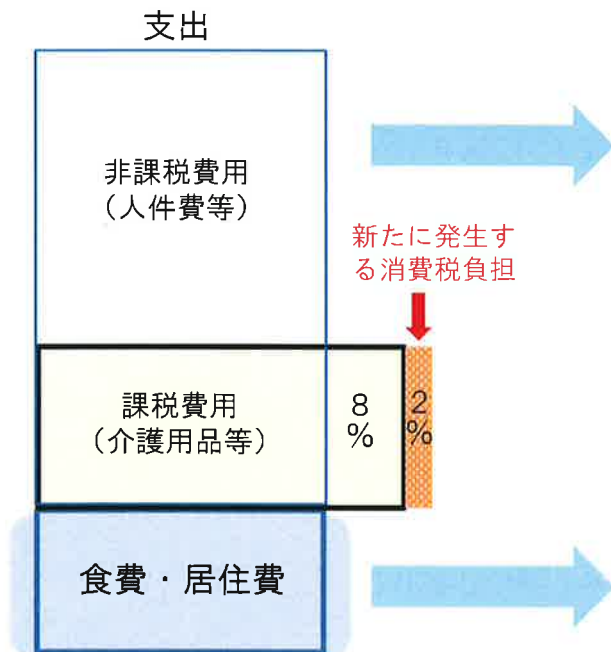 支出
非課税費用
（人件費等）
新たに発生す
る消費税負担
課税費用
（介護用品等）
8
%
2
%
食費・居住費